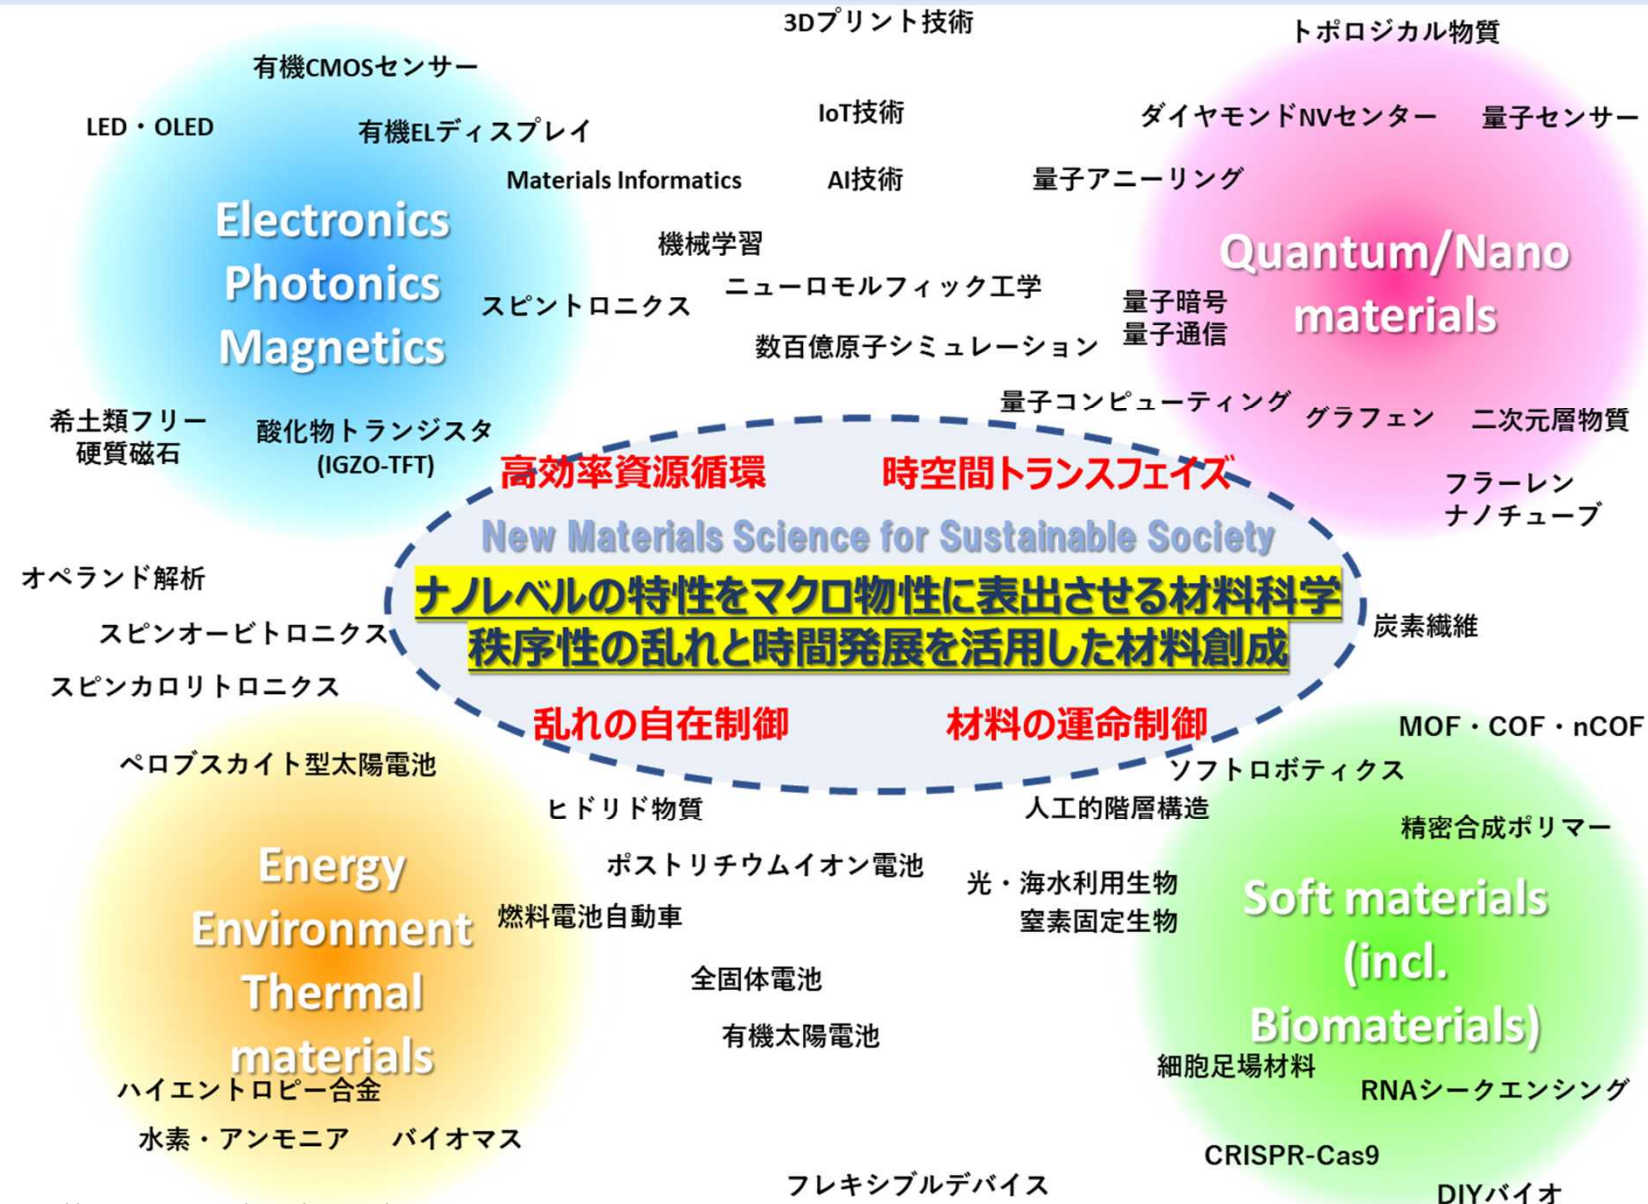 3Dプリント技術
トポロジカル物質
有機CMOSセンサー
LED・OLED
有機ELディスプレイ
IoT技術
ダイヤモンドNVセンター
量子センサー
Materials Informatics
AI技術
量子アニーリング
Electronics
Photonics
Magnetics
機械学習
ニューロモルフィック工学
スピントロニクス
数百億原子シミュレーション
量子暗号
量子通信
Quantum/Nano
materials
量子コンピューティング
グラフェン
二次元層物質
希土類フリー
硬質磁石
酸化物トランジスタ
(IGZO-TFT)
フラーレン
ナノチューブ
高効率資源循環
時空間トランスフェイズ
New Materials Science for Sustainable Society
ナノレベルの特性をマクロ物性に表出させる材料科学
秩序性の乱れと時間発展を活用した材料創成
乱れの自在制御
材料の運命制御
オペランド解析
スピンオービトロニクス
スピンカロリトロニクス
炭素繊維
ペロブスカイト型太陽電池
ヒドリド物質
人工的階層構造
ソフトロボティクス
MOF・COF・nCOF
精密合成ポリマー
Energy
Environment
Thermal
materials
ポストリチウムイオン電池
燃料電池自動車
全固体電池
有機太陽電池
光・海水利用生物
窒素固定生物
Soft materials
(incl.
Biomaterials)
ハイエントロピー合金
水素・アンモニア
バイオマス
細胞足場材料
RNAシークエンシング
CRISPR-Cas9
フレキシブルデバイス
DIYバイオ